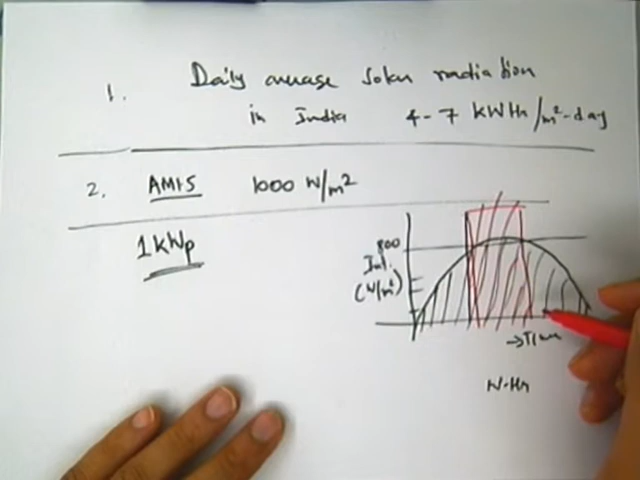 1. Daily average Solar radiation
in India 4-7 KWHr/m²-day
2. AM1.5 1000 W/m²
1kWp
800
Int.
(W/m²)
→Time
W-Hr